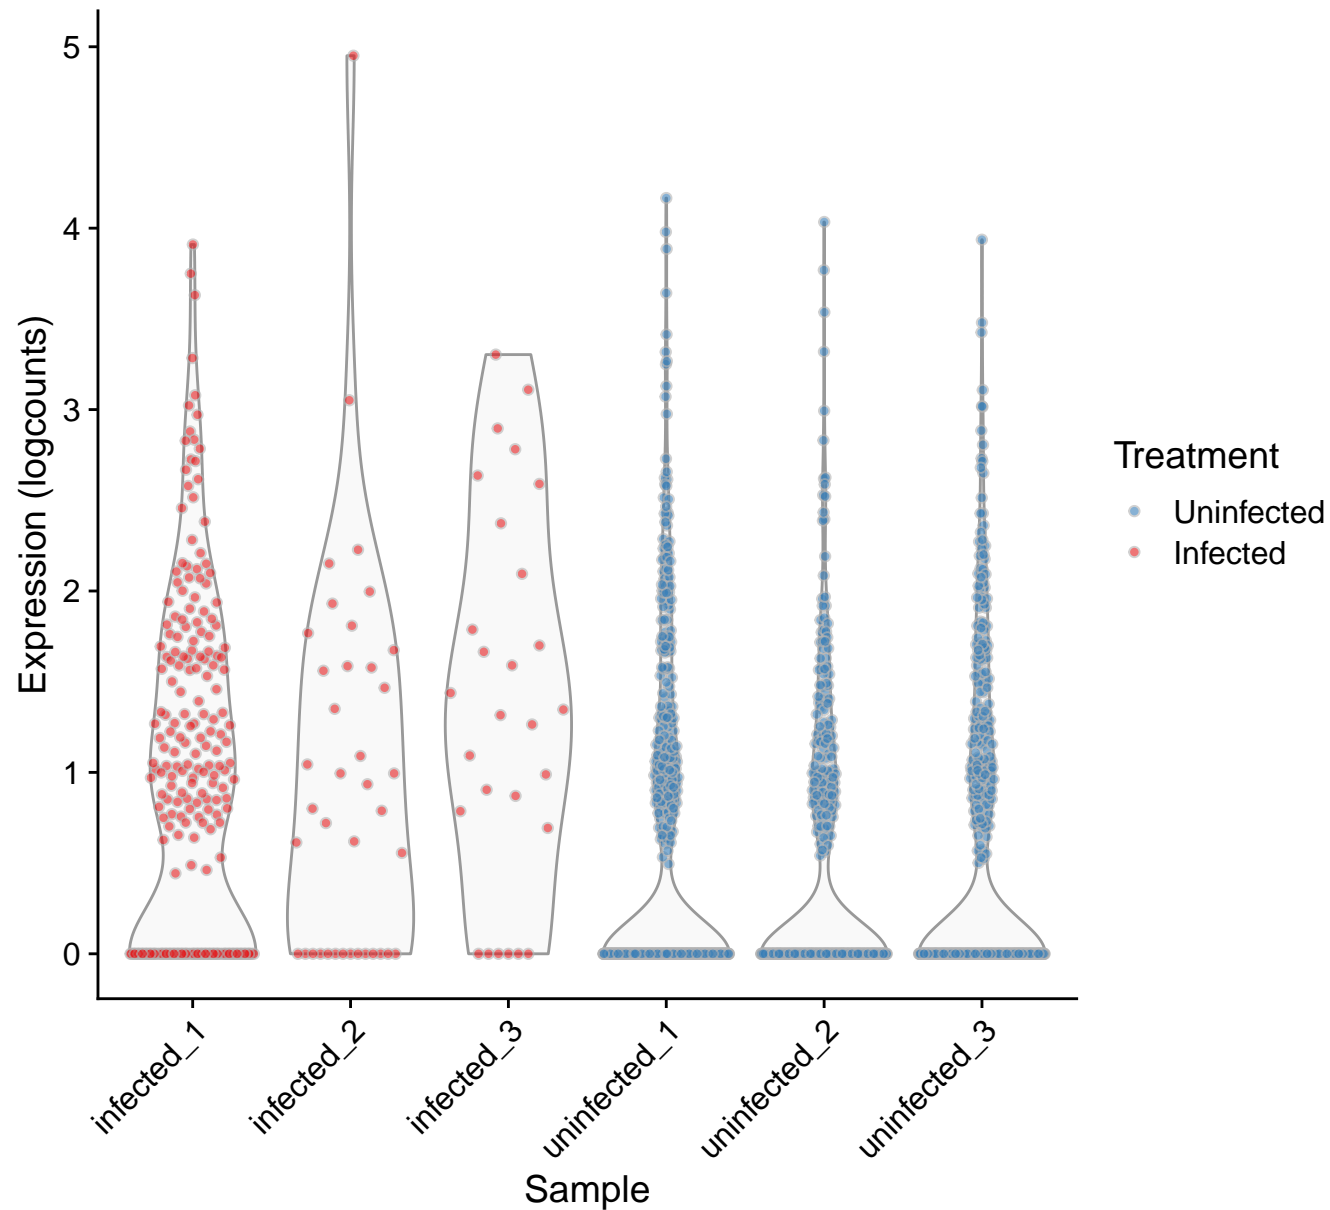 Expression (logcounts)
5
4
3
2
1
0
infected_1
infected_2
infected_3
uninfected_1
uninfected_2
uninfected_3
Sample
Treatment
Uninfected
Infected